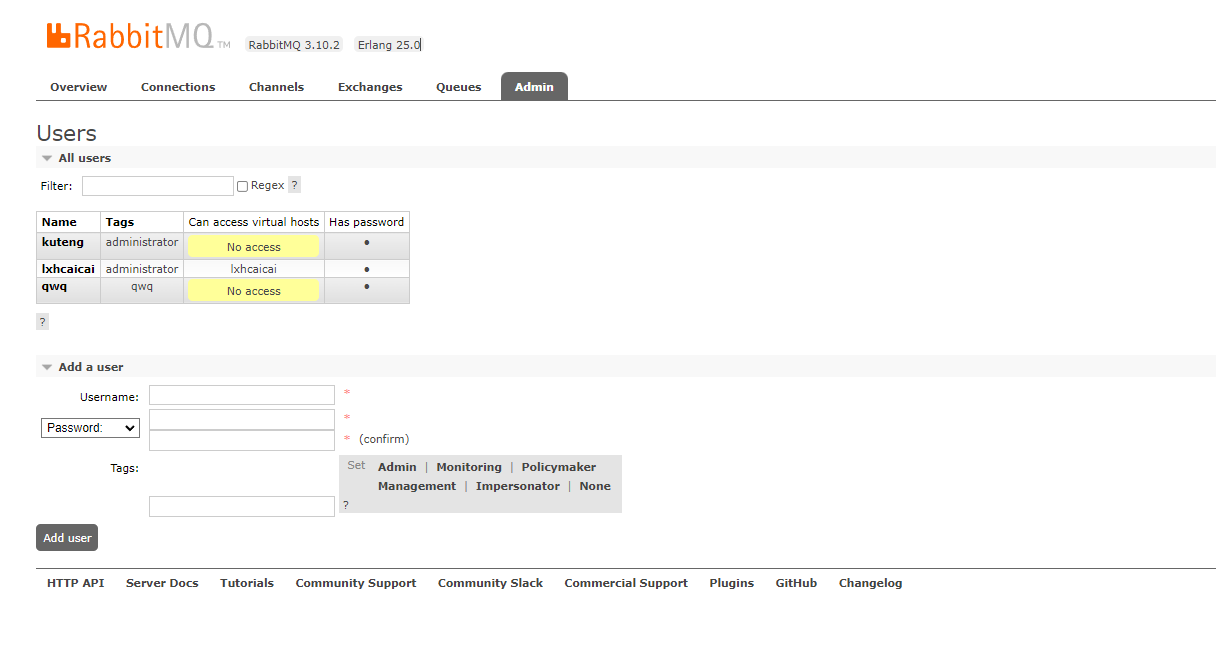 RabbitMQ TM RabbitMQ 3.10.2 Erlang 25.0
Overview Connections Channels Exchanges Queues Admin
Users
All users
Filter: Regex ?
Name Tags Can access virtual hosts Has password
kuteng administrator No access •
lxhcaicai administrator lxhcaicai •
qwq qwq No access •
?
Add a user
Username: *
Password: *
* (confirm)
Tags: Set Admin | Monitoring | Policymaker
Management | Impersonator | None
?
Add user
HTTP API Server Docs Tutorials Community Support Community Slack Commercial Support Plugins GitHub Changelog